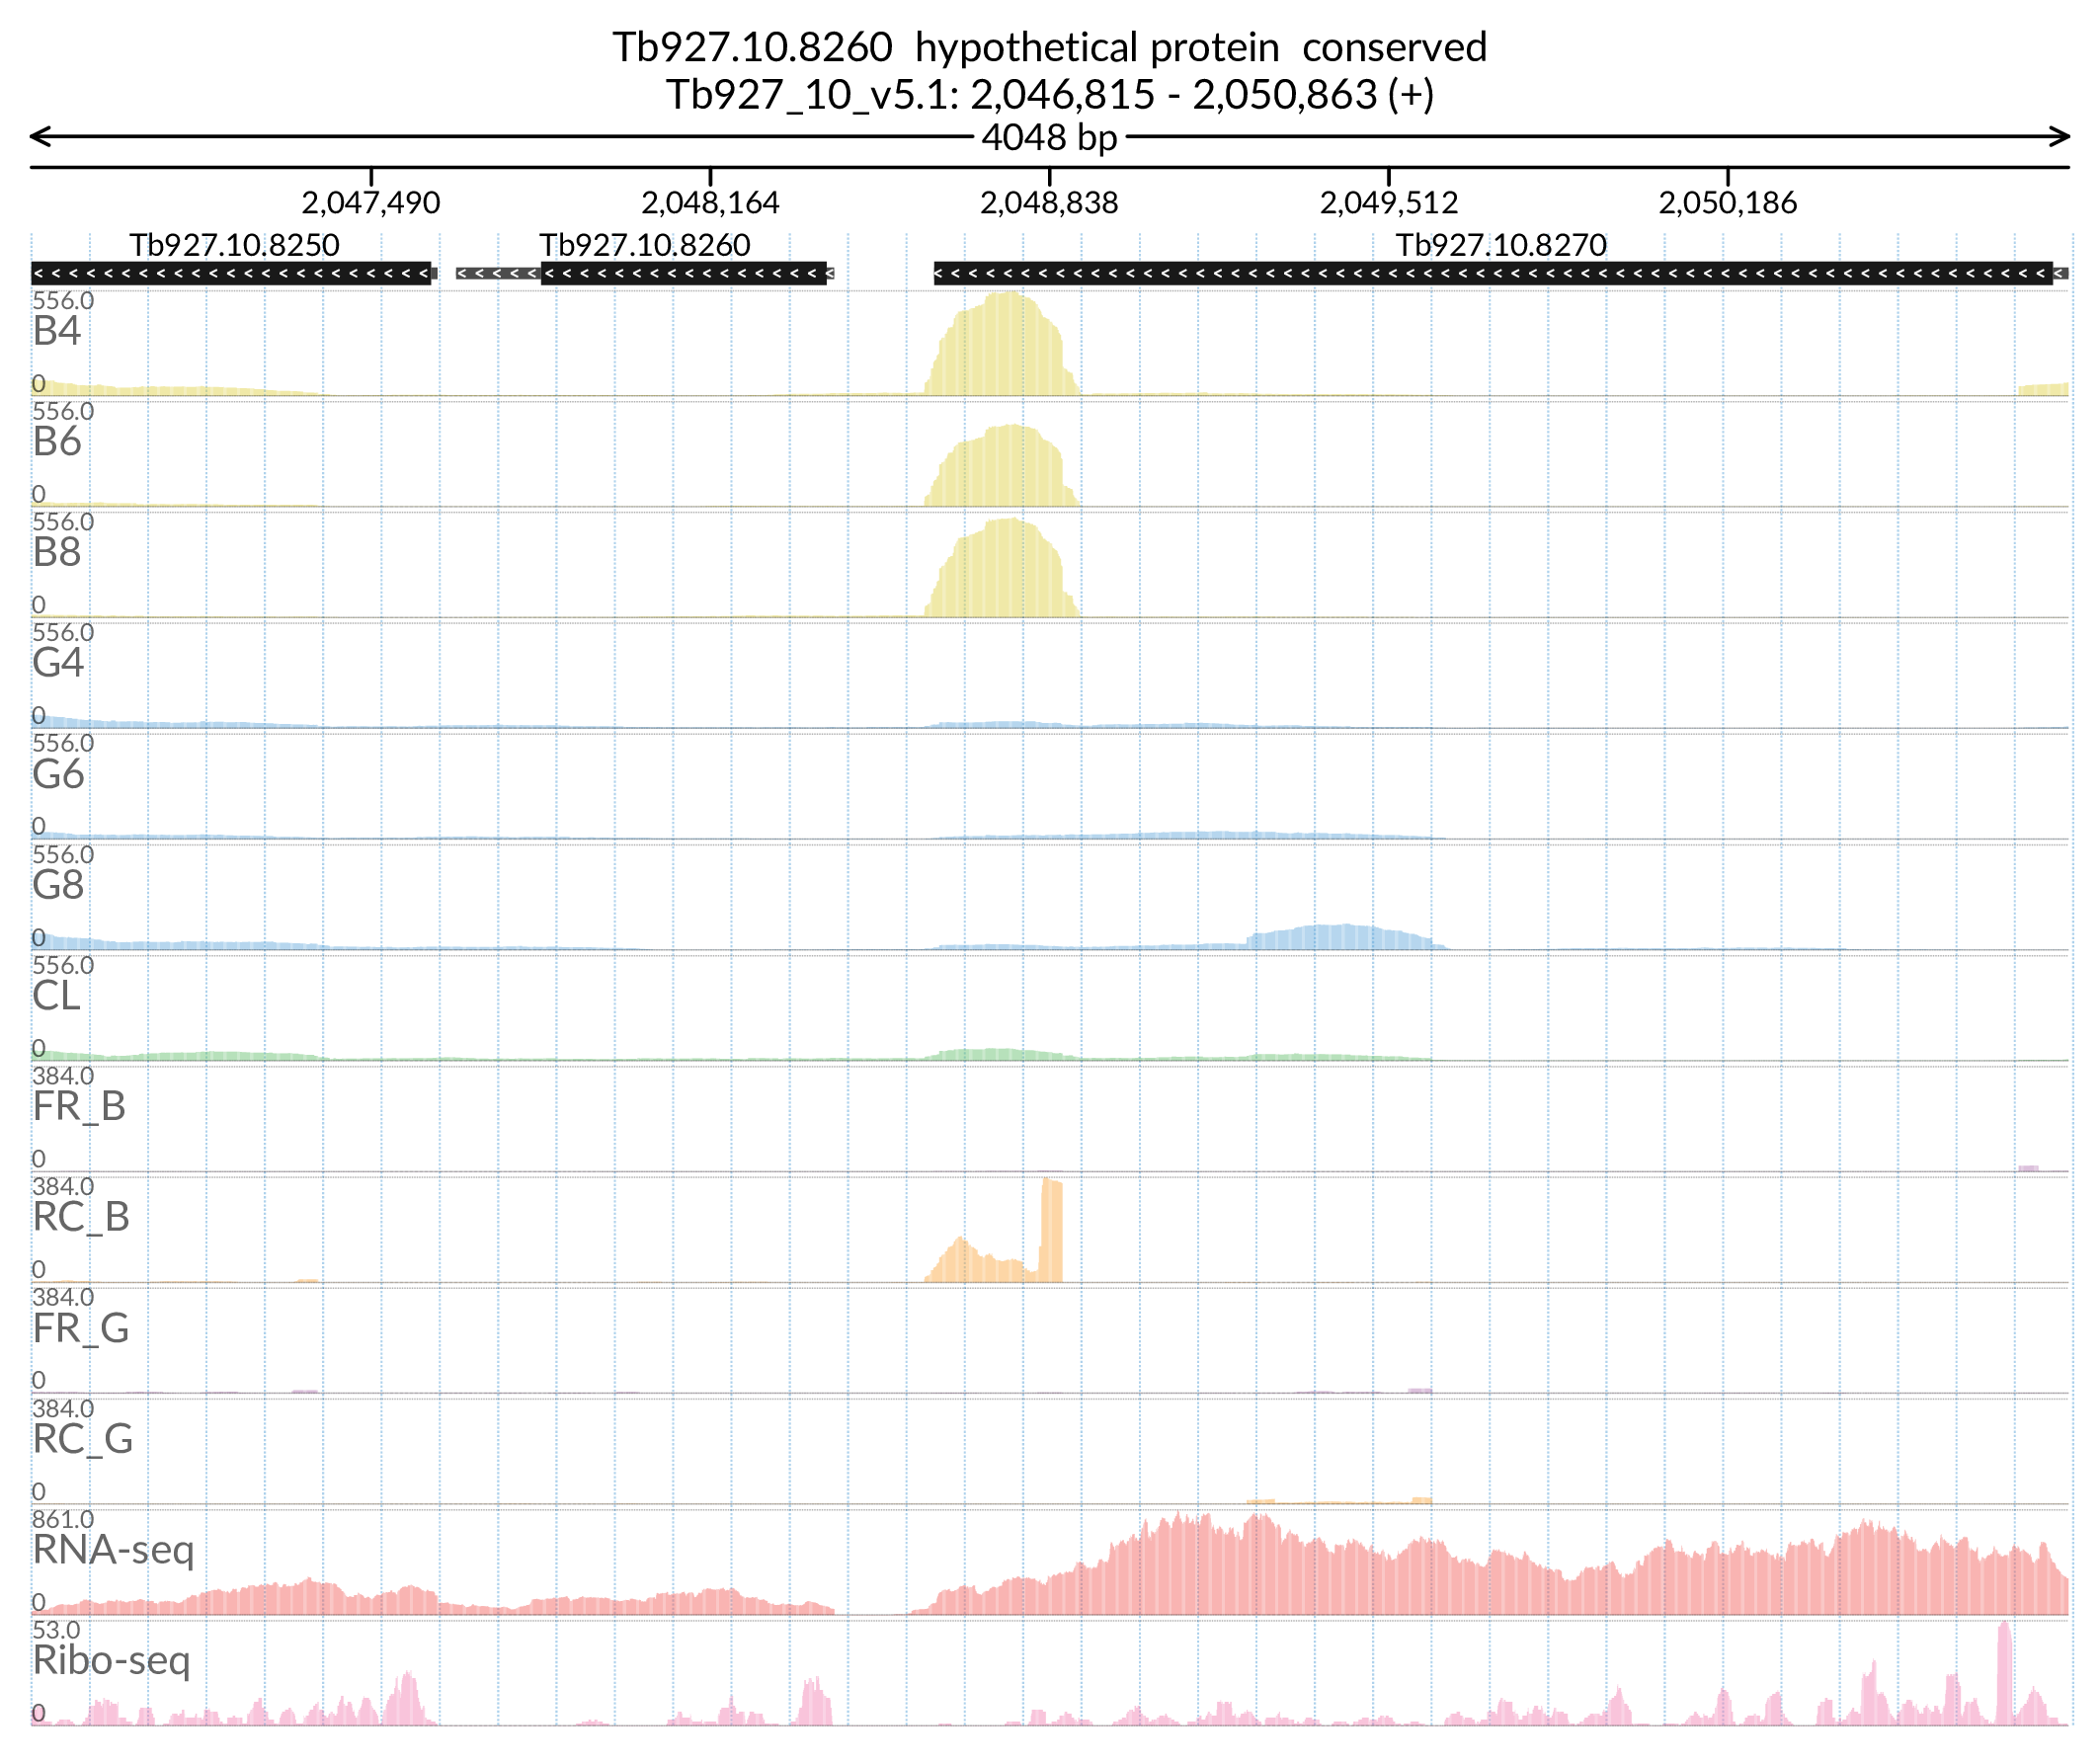 Tb927.10.8260  hypothetical protein  conserved
Tb927_10_v5.1: 2,046,815 - 2,050,863 (+)
4048 bp
2,047,490 2,048,164 2,048,838 2,049,512 2,050,186
Tb927.10.8250 Tb927.10.8260 Tb927.10.8270
556.0
B4
0
556.0
B6
0
556.0
B8
0
556.0
G4
0
556.0
G6
0
556.0
G8
0
556.0
CL
0
384.0
FR_B
0
384.0
RC_B
0
384.0
FR_G
0
384.0
RC_G
0
861.0
RNA-seq
0
53.0
Ribo-seq
0